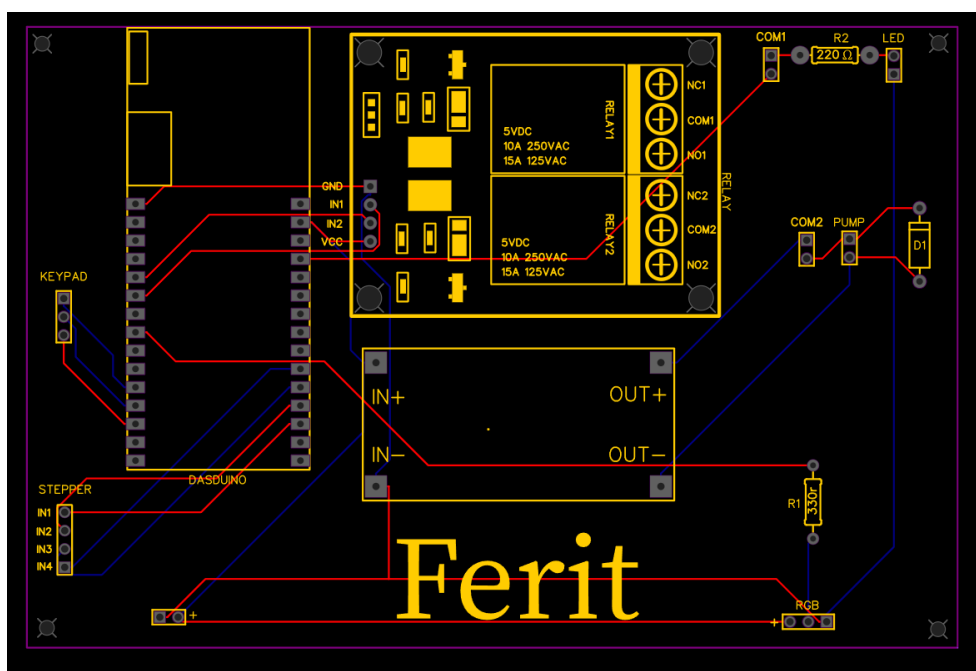 COM1
R2
LED
220 Ω
NC1
COM1
NO1
RELAY1
5VDC
10A 250VAC
15A 125VAC
GND
IN1
IN2
VCC
NC2
COM2
NO2
RELAY
RELAY2
5VDC
10A 250VAC
15A 125VAC
COM2
PUMP
D1
KEYPAD
IN+
OUT+
IN-
OUT-
DASDUINO
STEPPER
IN1
IN2
IN3
IN4
R1
330r
Ferit
+
RGB
+